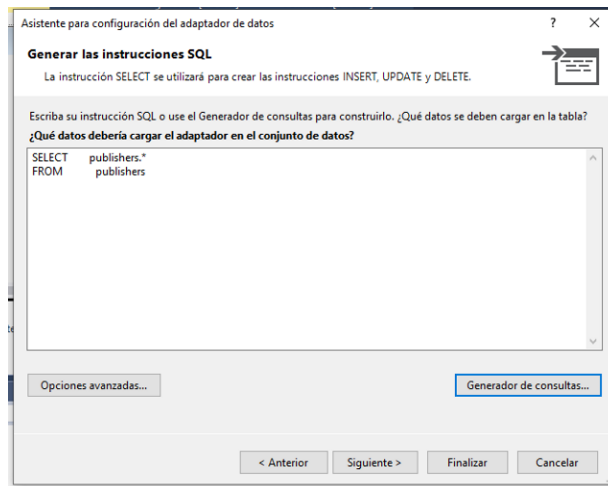 Asistente para configuración del adaptador de datos
?
Generar las instrucciones SQL
La instrucción SELECT se utilizará para crear las instrucciones INSERT, UPDATE y DELETE.
Escriba su instrucción SQL o use el Generador de consultas para construirlo. ¿Qué datos se deben cargar en la tabla?
¿Qué datos debería cargar el adaptador en el conjunto de datos?
SELECT publishers.*
FROM publishers
Opciones avanzadas... Generador de consultas...
< Anterior Siguiente > Finalizar Cancelar